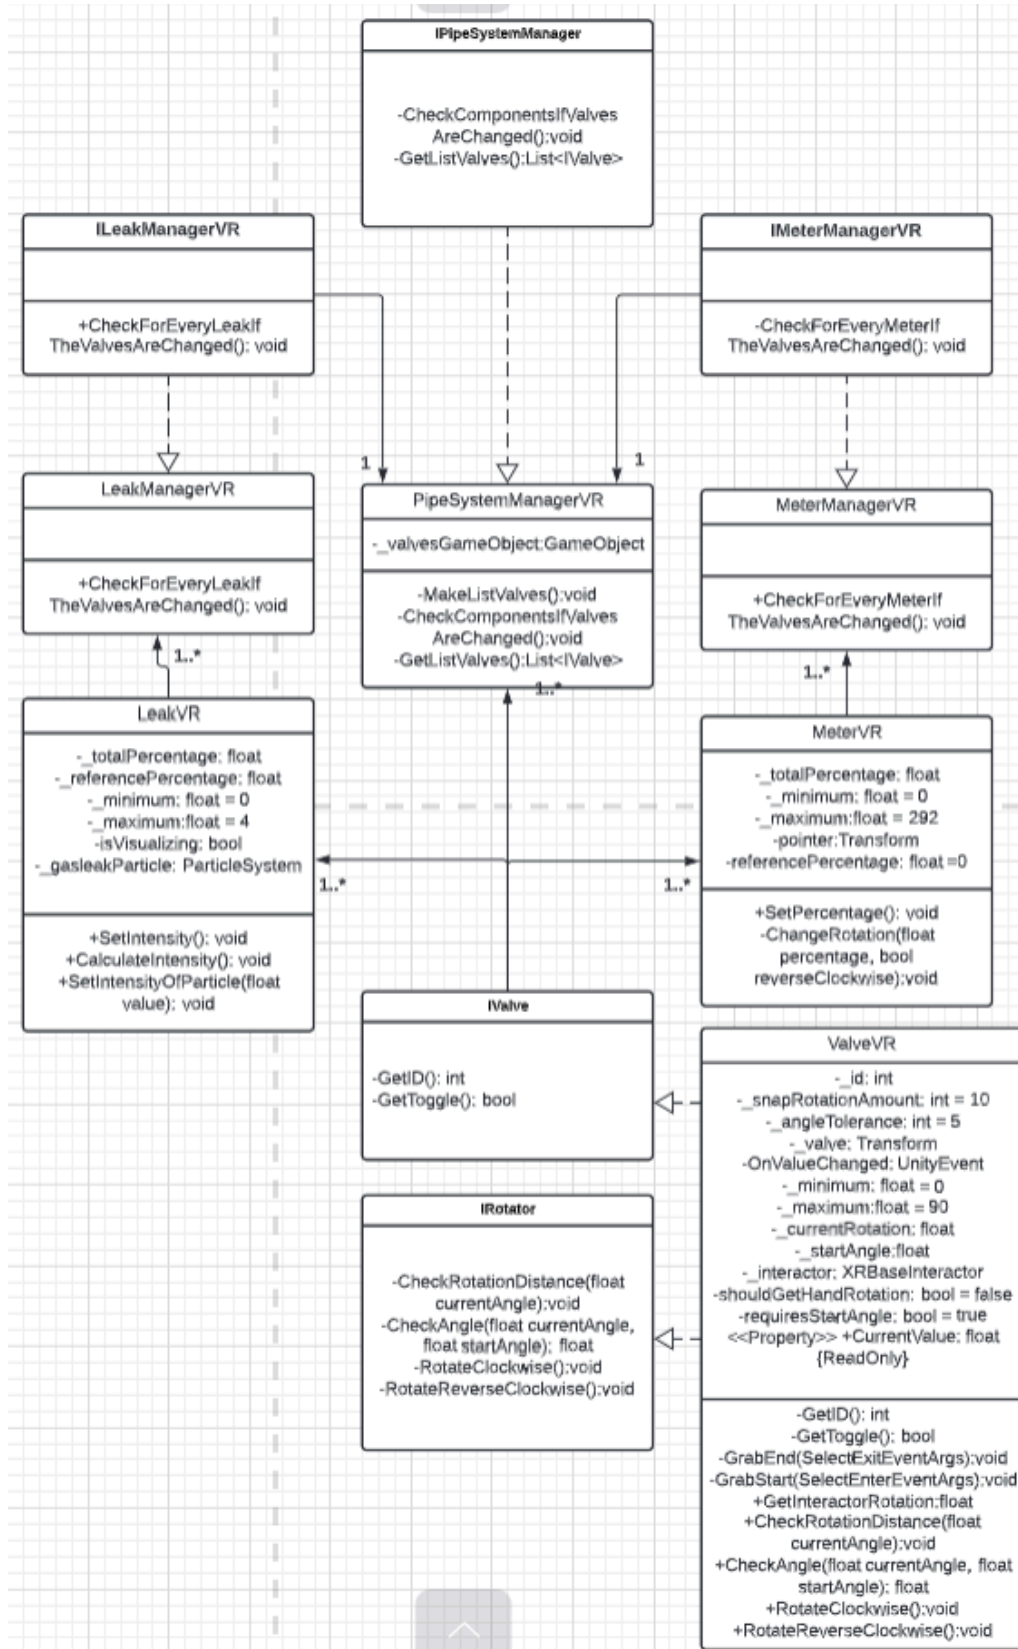 IPipeSystemManager
-CheckComponentsIfValves
AreChanged():void
-GetListValves():List<IValve>
ILeakManagerVR
+CheckForEveryLeakIf
TheValvesAreChanged(): void
IMeterManagerVR
-CheckForEveryMeterIf
TheValvesAreChanged(): void
1
1
LeakManagerVR
+CheckForEveryLeakIf
TheValvesAreChanged(): void
PipeSystemManagerVR
-_valvesGameObject:GameObject
-MakeListValves():void
-CheckComponentsIfValves
AreChanged():void
-GetListValves():List<IValve>
MeterManagerVR
+CheckForEveryMeterIf
TheValvesAreChanged(): void
1..*
1..*
1..*
LeakVR
-_totalPercentage: float
-_referencePercentage: float
-_minimum: float = 0
-_maximum:float = 4
-isVisualizing: bool
-_gasleakParticle: ParticleSystem
+SetIntensity(): void
+CalculateIntensity(): void
+SetIntensityOfParticle(float
value): void
MeterVR
-_totalPercentage: float
-_minimum: float = 0
-_maximum:float = 292
-pointer:Transform
-referencePercentage: float =0
+SetPercentage(): void
-ChangeRotation(float
percentage, bool
reverseClockwise):void
1..*
1..*
IValve
-GetID(): int
-GetToggle(): bool
IRotator
-CheckRotationDistance(float
currentAngle):void
-CheckAngle(float currentAngle,
float startAngle): float
-RotateClockwise():void
-RotateReverseClockwise():void
ValveVR
-_id: int
-_snapRotationAmount: int = 10
-_angleTolerance: int = 5
-_valve: Transform
-OnValueChanged: UnityEvent
-_minimum: float = 0
-_maximum:float = 90
-_currentRotation: float
-_startAngle:float
-_interactor: XRBaseInteractor
-shouldGetHandRotation: bool = false
-requiresStartAngle: bool = true
<<Property>> +CurrentValue: float
{ReadOnly}
-GetID(): int
-GetToggle(): bool
-GrabEnd(SelectExitEventArgs):void
-GrabStart(SelectEnterEventArgs):void
+GetInteractorRotation:float
+CheckRotationDistance(float
currentAngle):void
+CheckAngle(float currentAngle, float
startAngle): float
+RotateClockwise():void
+RotateReverseClockwise():void